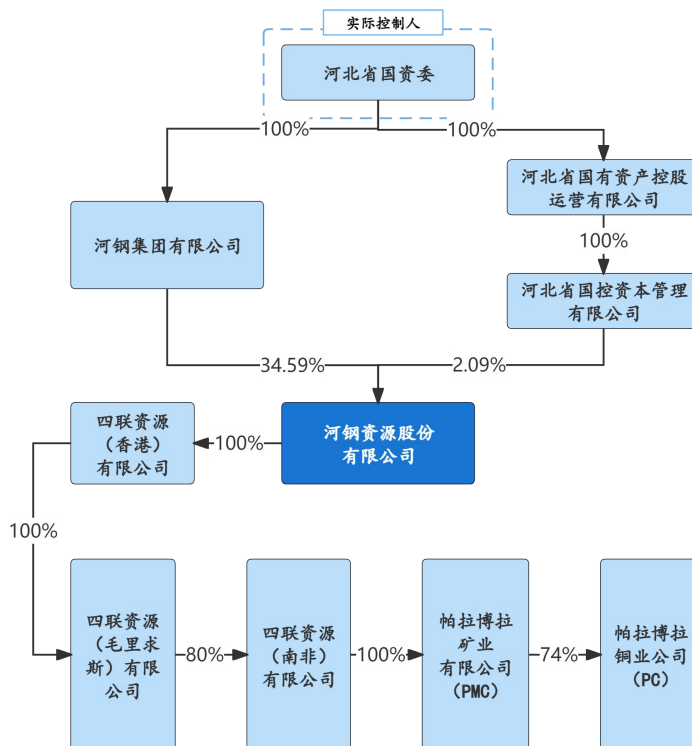 实际控制人
河北省国资委
100%
100%
河北省国有资产控股
运营有限公司
河钢集团有限公司
100%
河北省国控资本管理
有限公司
34.59%
2.09%
四联资源
（香港）
有限公司
100%
河钢资源股份
有限公司
100%
四联资源
（毛里求
斯）有限
公司
80%
四联资源
（南非）
有限公司
100%
帕拉博拉
矿业
有限公司
（PMC）
74%
帕拉博拉
铜业公司
（PC）